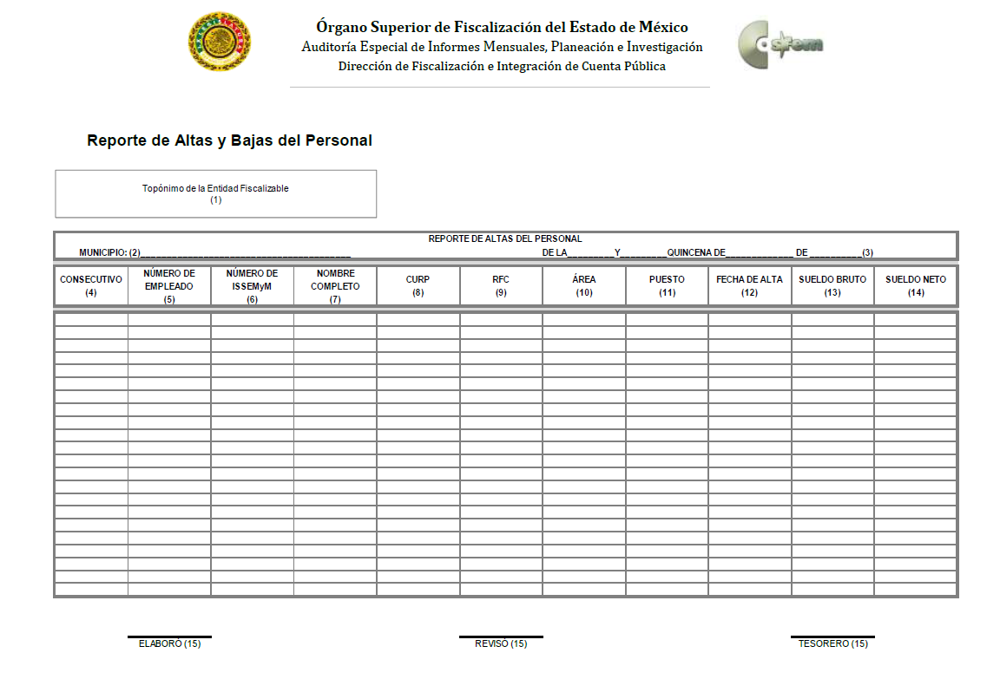 Órgano Superior de Fiscalización del Estado de México
Auditoría Especial de Informes Mensuales, Planeación e Investigación
Dirección de Fiscalización e Integración de Cuenta Pública
osfem
Reporte de Altas y Bajas del Personal
Topónimo de la Entidad Fiscalizable
(1)
REPORTE DE ALTAS DEL PERSONAL
MUNICIPIO: (2)________________________________________ DE LA_________Y_________QUINCENA DE_____________ DE __________(3)
CONSECUTIVO (4)
NÚMERO DE EMPLEADO (5)
NÚMERO DE ISSEMyM (6)
NOMBRE COMPLETO (7)
CURP (8)
RFC (9)
ÁREA (10)
PUESTO (11)
FECHA DE ALTA (12)
SUELDO BRUTO (13)
SUELDO NETO (14)
ELABORÓ (15) REVISÓ (15) TESORERO (15)